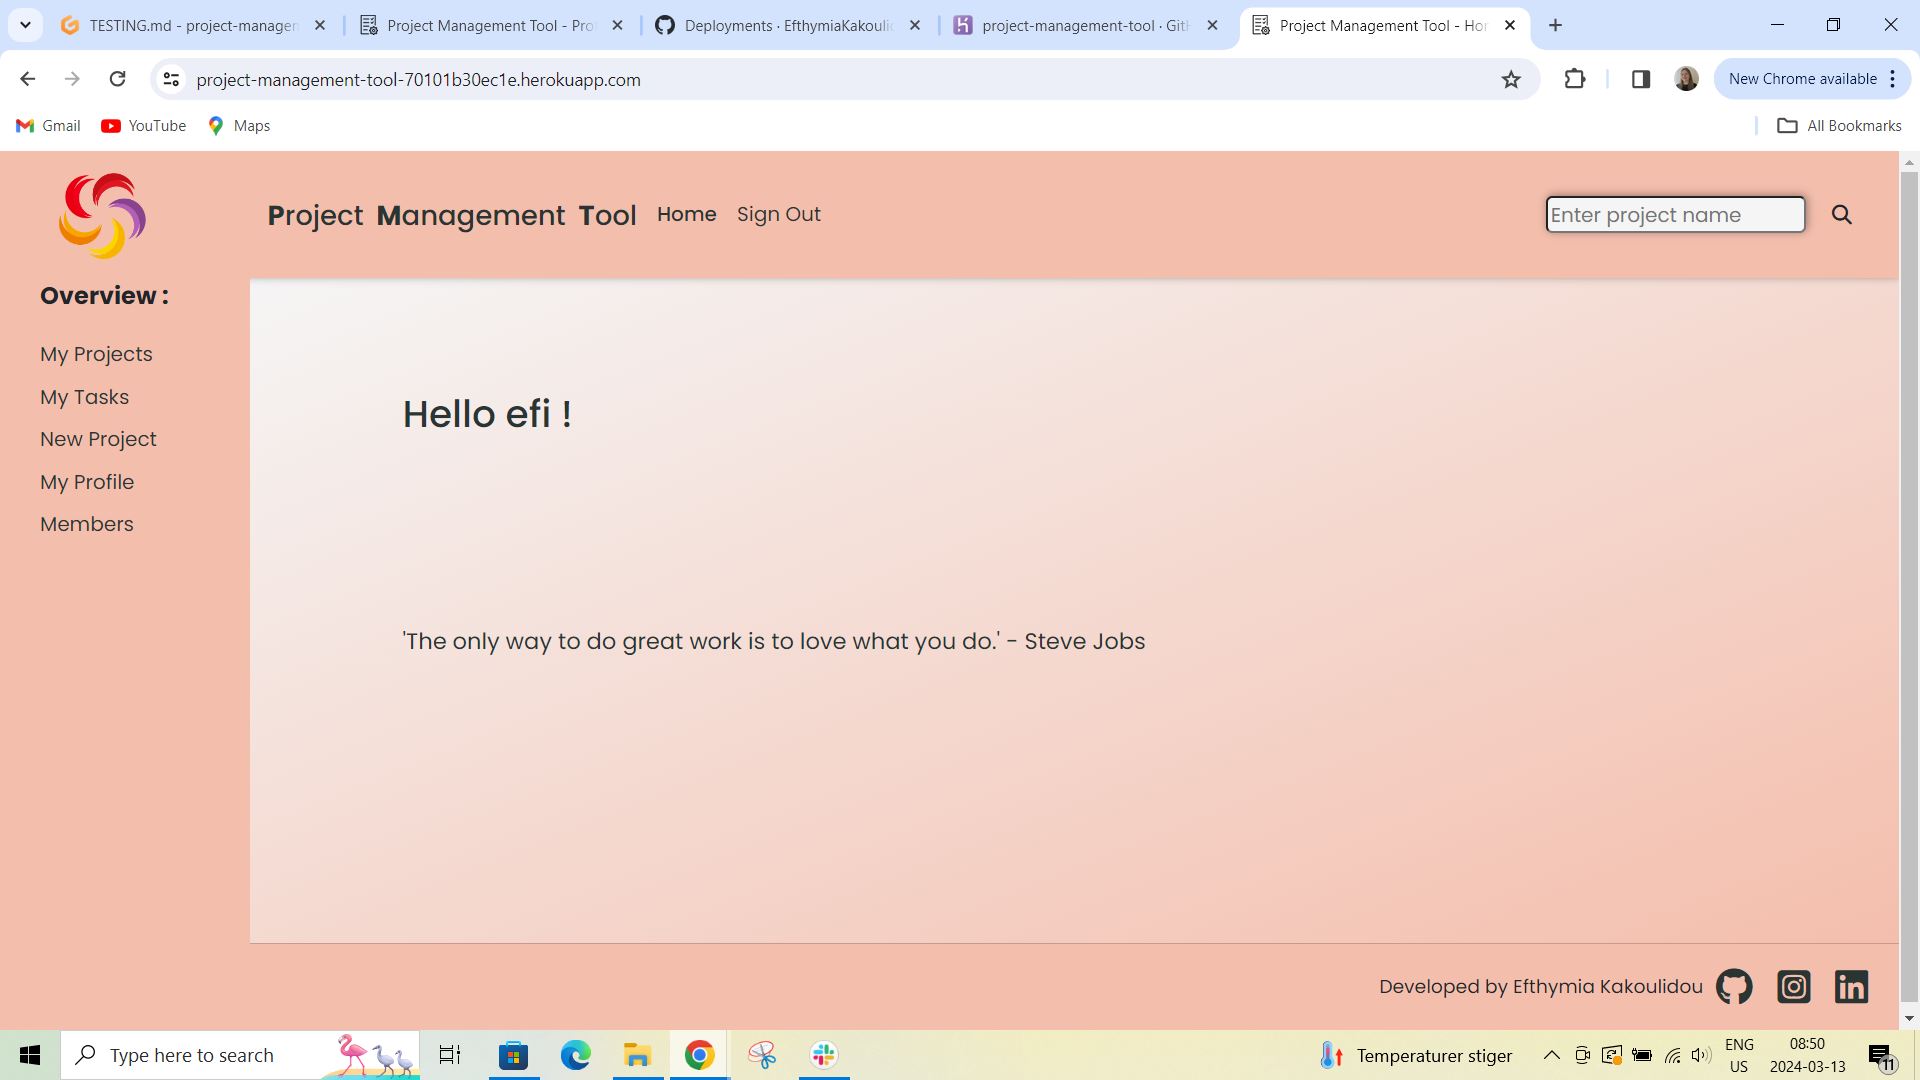 TESTING.md - project-managem
Project Management Tool - Pro
Deployments · EfthymiaKakoulid
project-management-tool · Git
Project Management Tool - Ho
project-management-tool-70101b30ec1e.herokuapp.com
New Chrome available
Gmail
YouTube
Maps
All Bookmarks
Project Management Tool
Home
Sign Out
Enter project name
Overview :
My Projects
My Tasks
New Project
My Profile
Members
Hello efi !
'The only way to do great work is to love what you do.' - Steve Jobs
Developed by Efthymia Kakoulidou
Type here to search
Temperaturer stiger
ENG
US
08:50
2024-03-13
11